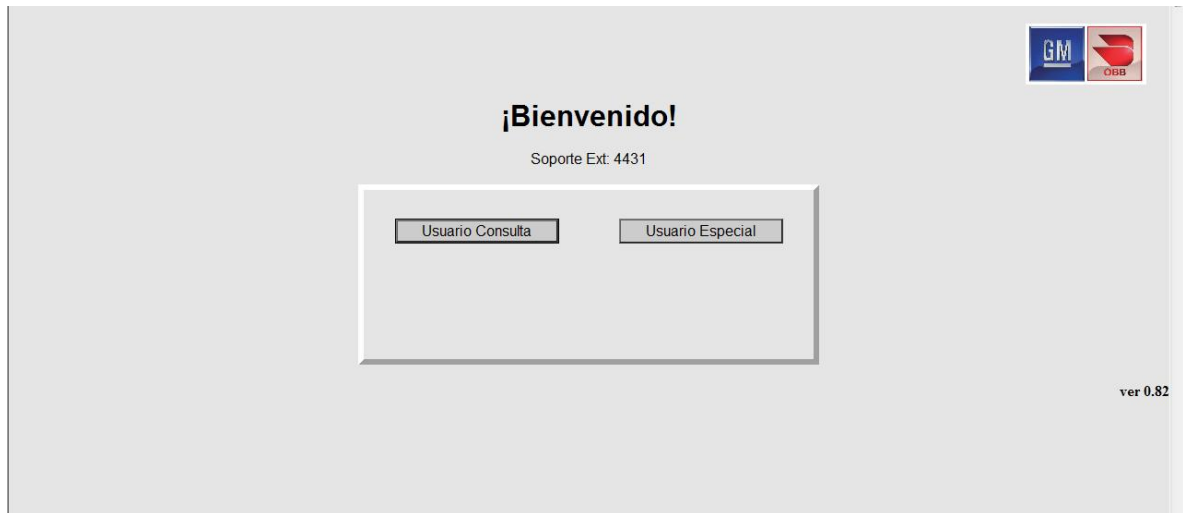 GM
OBB
¡Bienvenido!
Soporte Ext: 4431
Usuario Consulta
Usuario Especial
ver 0.82